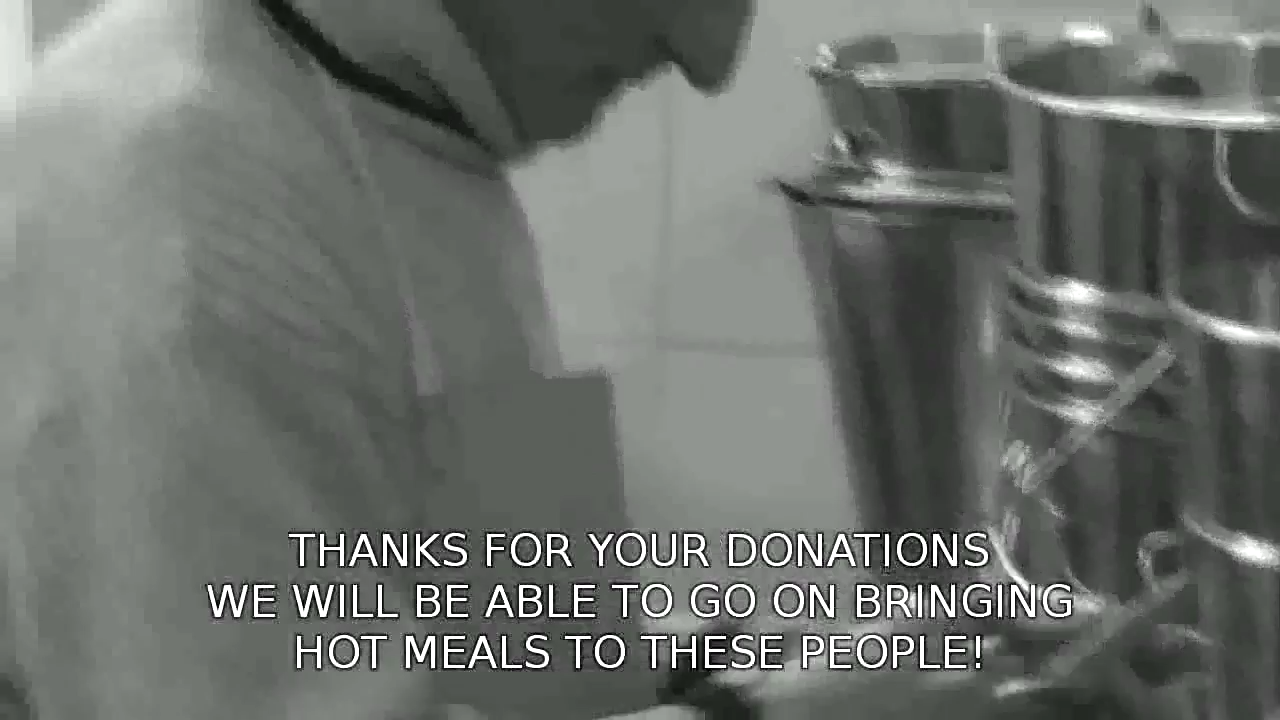 THANKS FOR YOUR DONATIONS
WE WILL BE ABLE TO GO ON BRINGING
HOT MEALS TO THESE PEOPLE!